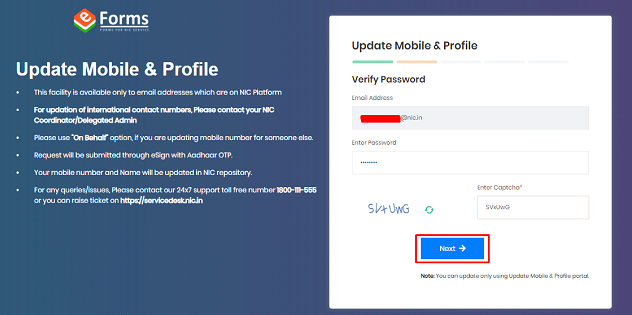 e Forms
FORMS FOR NIC SERVICE
Update Mobile & Profile
• This facility is available only to email addresses which are on NIC Platform
• For updation of international contact numbers, Please contact your NIC
Coordinator/Delegated Admin
• Please use "On Behalf" option, if you are updating mobile number for someone else.
• Request will be submitted through eSign with Aadhaar OTP.
• Your mobile number and Name will be updated in NIC repository.
• For any queries/issues, Please contact our 24x7 support toll free number 1800-111-555
or you can raise ticket on https://servicedesk.nic.in
Update Mobile & Profile
Verify Password
Email Address
@nic.in
Enter Password
••••••••
Enter Captcha*
SVxUwG
SVxUwG
Next →
Note: You can update only using Update Mobile & Profile portal